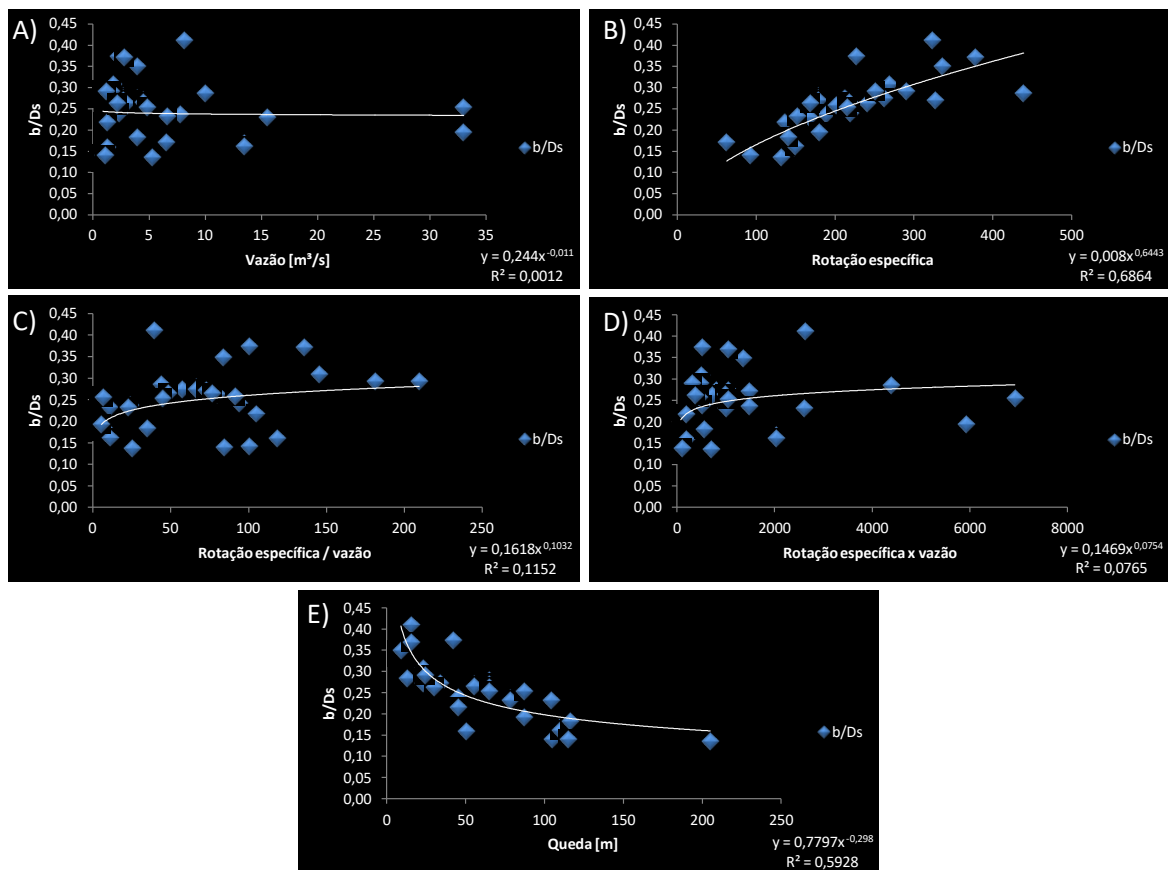 A)
0,45
0,40
0,35
0,30
0,25
0,20
0,15
0,10
0,05
0,00
b/Ds
0 5 10 15 20 25 30 35
Vazão [m³/s]
b/Ds
y = 0,244x^-0,011
R² = 0,0012
B)
0,45
0,40
0,35
0,30
0,25
0,20
0,15
0,10
0,05
0,00
b/Ds
0 100 200 300 400 500
Rotação específica
b/Ds
y = 0,008x^0,6443
R² = 0,6864
C)
0,45
0,40
0,35
0,30
0,25
0,20
0,15
0,10
0,05
0,00
b/Ds
0 50 100 150 200 250
Rotação específica / vazão
b/Ds
y = 0,1618x^0,1032
R² = 0,1152
D)
0,45
0,40
0,35
0,30
0,25
0,20
0,15
0,10
0,05
0,00
b/Ds
0 2000 4000 6000 8000
Rotação específica x vazão
b/Ds
y = 0,1469x^0,0754
R² = 0,0765
E)
0,45
0,40
0,35
0,30
0,25
0,20
0,15
0,10
0,05
0,00
b/Ds
0 50 100 150 200 250
Queda [m]
b/Ds
y = 0,7797x^-0,298
R² = 0,5928